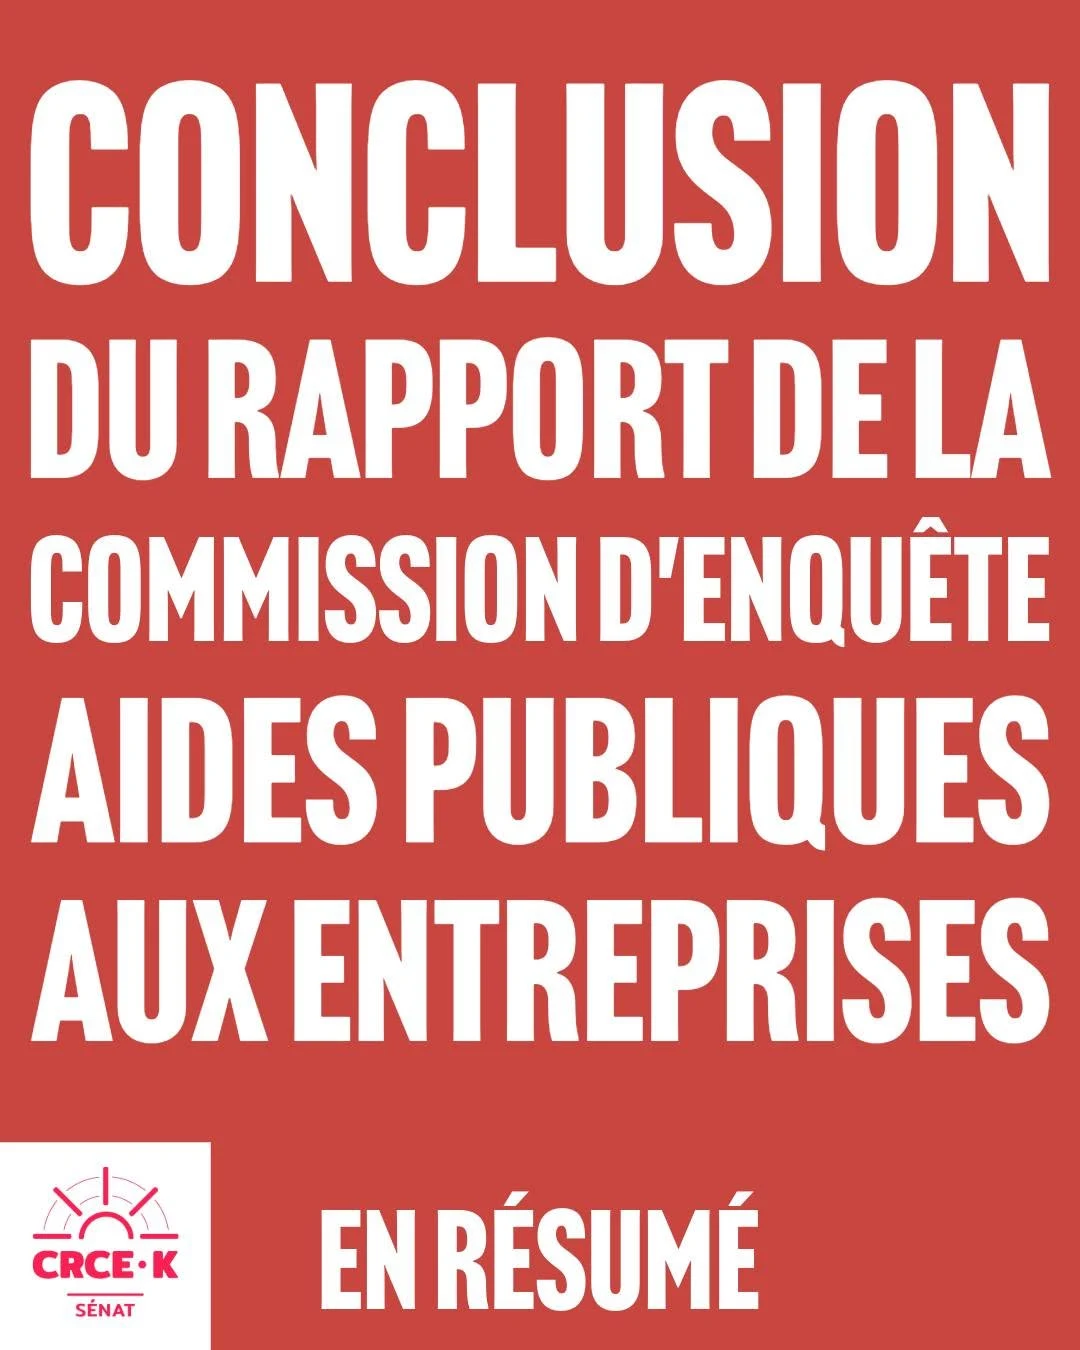 CONCLUSION
DU RAPPORT DE LA
COMMISSION D'ENQUÊTE
AIDES PUBLIQUES
AUX ENTREPRISES
EN RÉSUMÉ
CRCE·K
SÉNAT